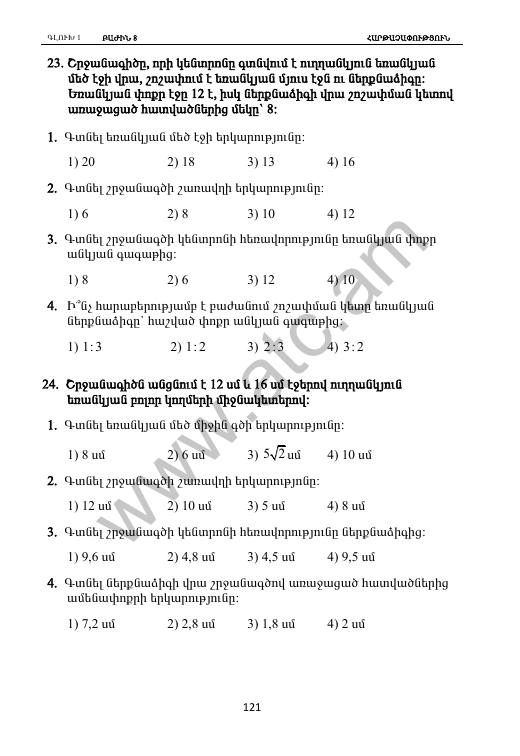 ԳԼՈՒԽ 1 ԲԱԺԻՆ 8 ՀԱՐԹԱՉԱՓՈՒԹՅՈՒՆ
23. Շրջանագիծը, որի կենտրոնը գտնվում է ուղղանկյուն եռանկյան
մեծ էջի վրա, շոշափում է եռանկյան մյուս էջն ու ներքնաձիգը:
Եռանկյան փոքր էջը 12 է, իսկ ներքնաձիգի վրա շոշափման կետով
առաջացած հատվածներից մեկը՝ 8:
1. Գտնել եռանկյան մեծ էջի երկարությունը:
1) 20 2) 18 3) 13 4) 16
2. Գտնել շրջանագծի շառավղի երկարությունը:
1) 6 2) 8 3) 10 4) 12
3. Գտնել շրջանագծի կենտրոնի հեռավորությունը եռանկյան փոքր
անկյան գագաթից:
1) 8 2) 6 3) 12 4) 10
4. Ի՞նչ հարաբերությամբ է բաժանում շոշափման կետը եռանկյան
ներքնաձիգը՝ հաշված փոքր անկյան գագաթից:
1) 1:3 2) 1:2 3) 2:3 4) 3:2
24. Շրջանագիծն անցնում է 12 սմ և 16 սմ էջերով ուղղանկյուն
եռանկյան բոլոր կողմերի միջնակետերով:
1. Գտնել եռանկյան մեծ միջին գծի երկարությունը:
1) 8 սմ 2) 6 սմ 3) 5√2 սմ 4) 10 սմ
2. Գտնել շրջանագծի շառավղի երկարությունը:
1) 12 սմ 2) 10 սմ 3) 5 սմ 4) 8 սմ
3. Գտնել շրջանագծի կենտրոնի հեռավորությունը ներքնաձիգից:
1) 9,6 սմ 2) 4,8 սմ 3) 4,5 սմ 4) 9,5 սմ
4. Գտնել ներքնաձիգի վրա շրջանագծով առաջացած հատվածներից
ամենափոքրի երկարությունը:
1) 7,2 սմ 2) 2,8 սմ 3) 1,8 սմ 4) 2 սմ
www.atc.am
121